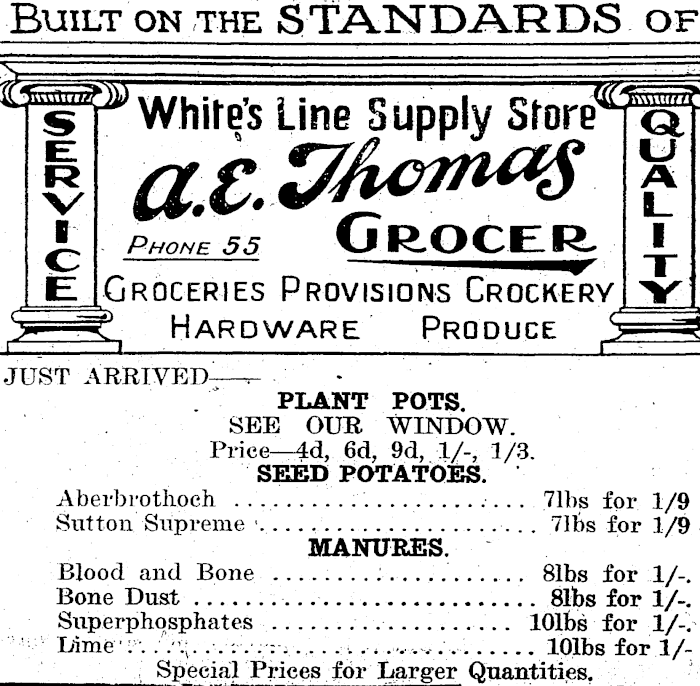 BUILT ON THE STANDARDS OF
SERVICE
QUALITY
White's Line Supply Store
A.E. Thomas
GROCER
PHONE 55
GROCERIES PROVISIONS CROCKERY
HARDWARE PRODUCE
JUST ARRIVED—
PLANT POTS.
SEE OUR WINDOW.
Price—4d, 6d, 9d, 1/-, 1/3.
SEED POTATOES.
Aberbrothoch ........................ 7lbs for 1/9
Sutton Supreme ...................... 7lbs for 1/9
MANURES.
Blood and Bone ..................... 8lbs for 1/-.
Bone Dust ........................... 8lbs for 1/-.
Superphosphates ................... 10lbs for 1/-.
Lime ................................ 10lbs for 1/-
Special Prices for Larger Quantities.